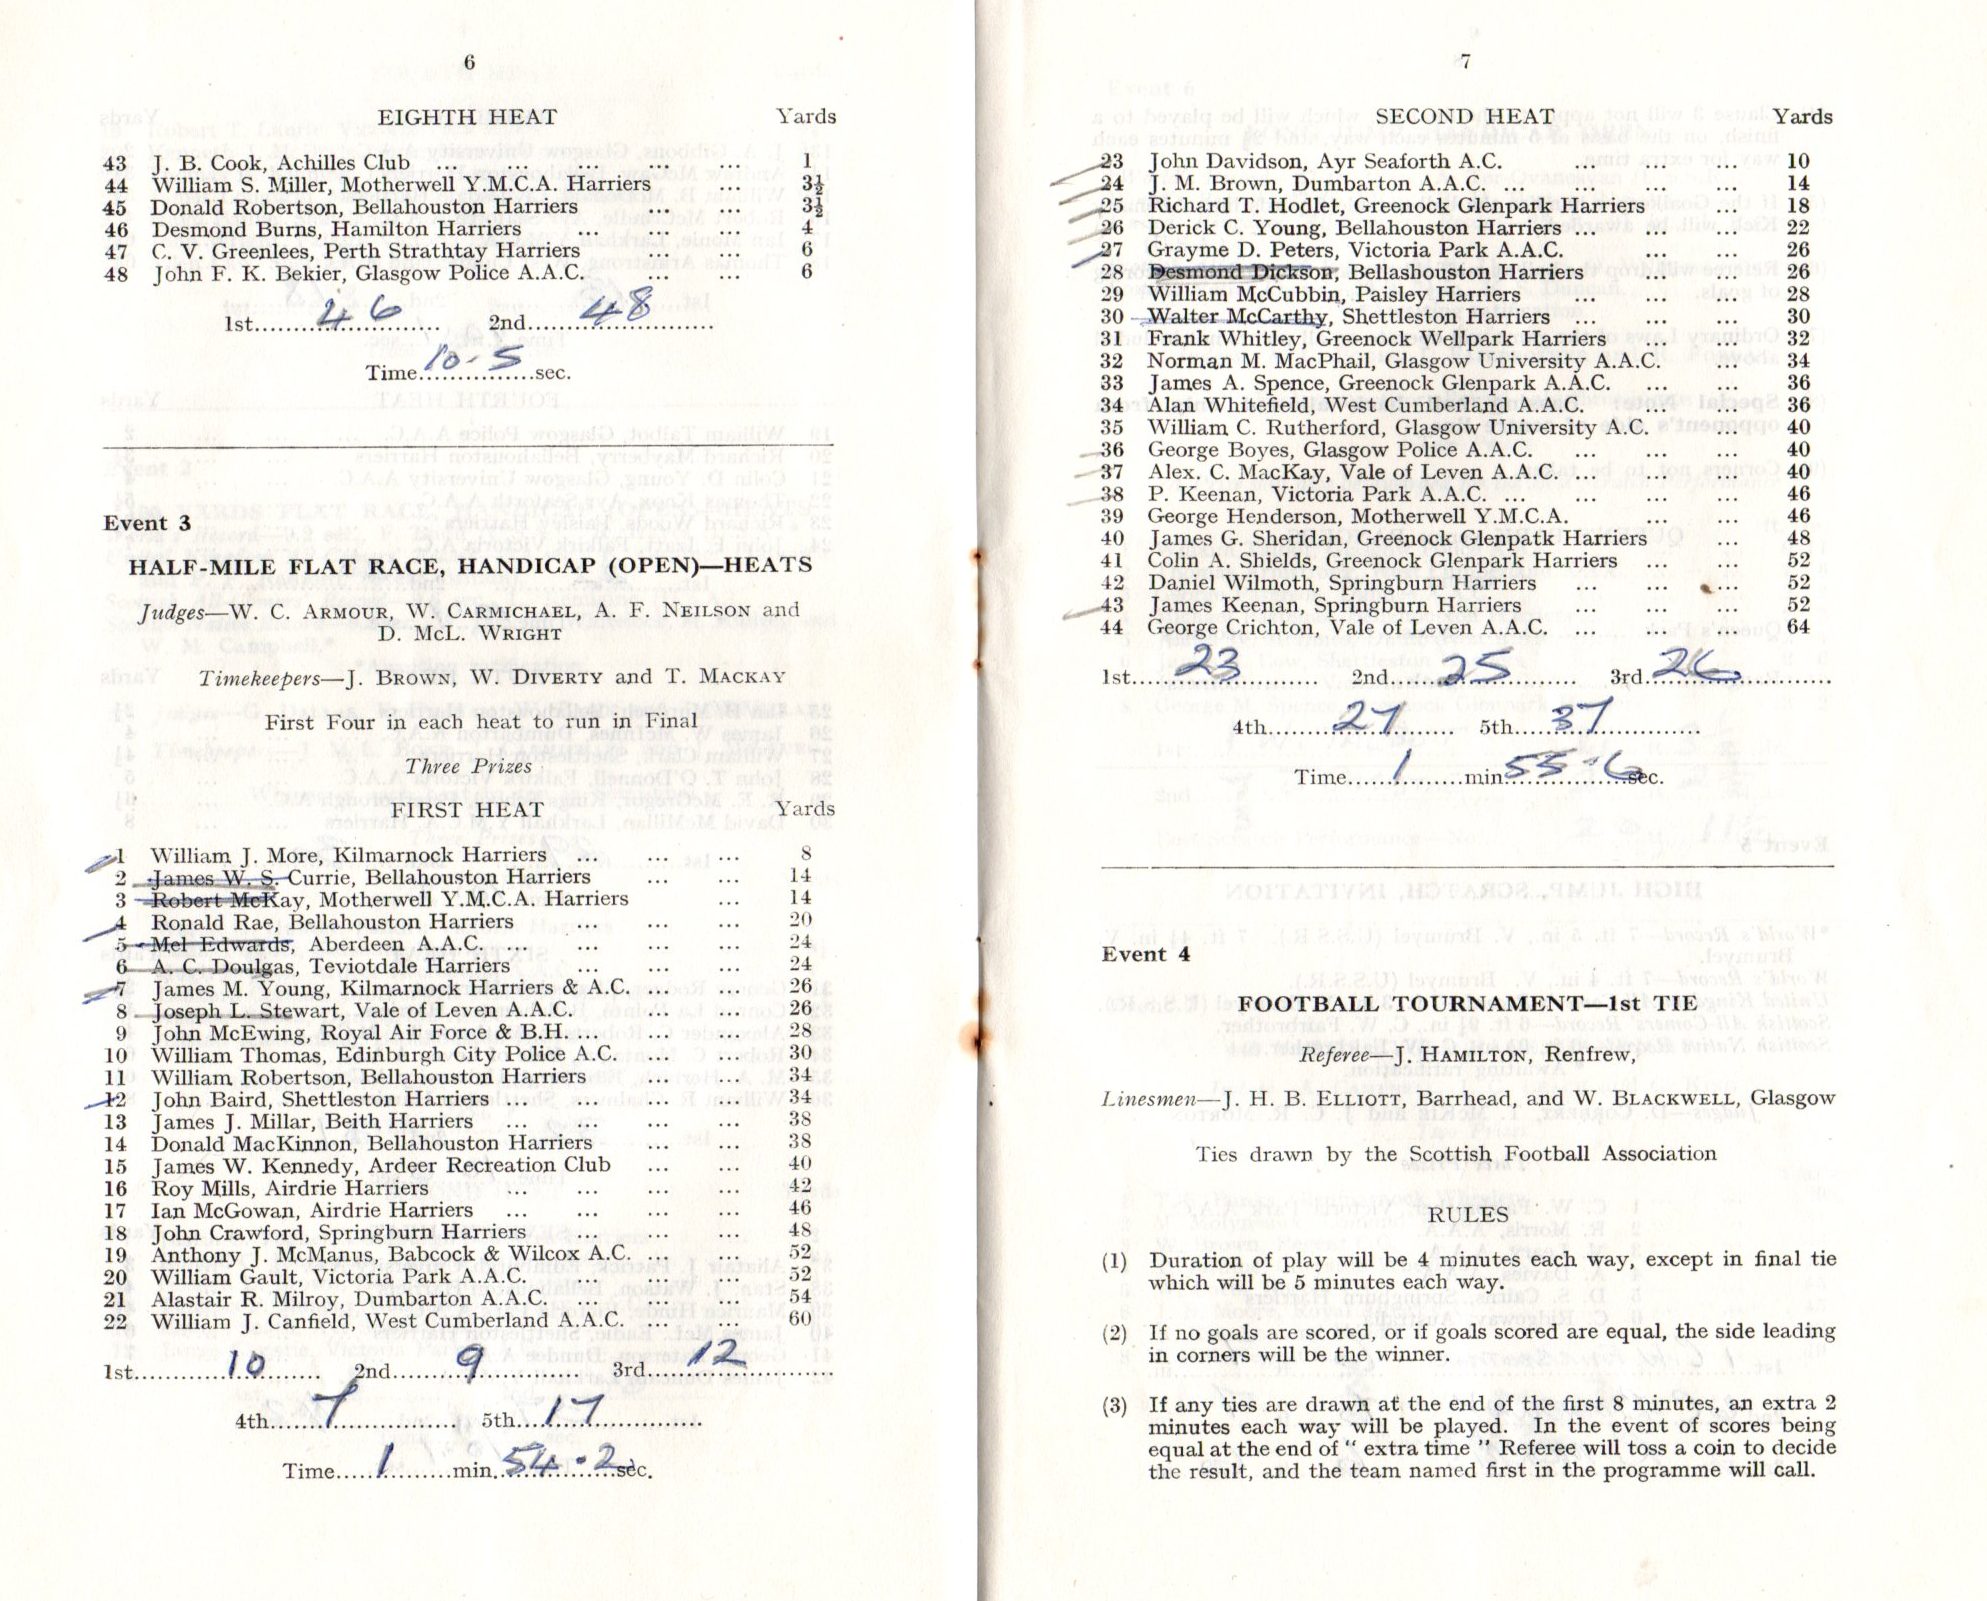 6
EIGHTH HEAT Yards
43 J. B. Cook, Achilles Club ... ... ... 1
44 William S. Miller, Motherwell Y.M.C.A. Harriers ... 3½
45 Donald Robertson, Bellahouston Harriers ... ... 3½
46 Desmond Burns, Hamilton Harriers ... ... ... 4
47 C. V. Greenlees, Perth Strathtay Harriers ... ... 6
48 John F. K. Bekier, Glasgow Police A.A.C. ... ... 6
1st 46 2nd 48
Time 10.5 sec.
Event 3
HALF-MILE FLAT RACE, HANDICAP (OPEN)—HEATS
Judges—W. C. ARMOUR, W. CARMICHAEL, A. F. NEILSON and
D. MCL. WRIGHT
Timekeepers—J. BROWN, W. DIVERTY and T. MACKAY
First Four in each heat to run in Final
Three Prizes
FIRST HEAT Yards
1 William J. More, Kilmarnock Harriers ... ... ... 8
2 James W. S. Currie, Bellahouston Harriers ... ... 14
3 Robert McKay, Motherwell Y.M.C.A. Harriers ... 14
4 Ronald Rae, Bellahouston Harriers ... ... ... 20
5 Mel Edwards, Aberdeen A.A.C. ... ... ... ... 24
6 A. C. Doulgas, Teviotdale Harriers ... ... ... 24
7 James M. Young, Kilmarnock Harriers & A.C. ... ... 26
8 Joseph L. Stewart, Vale of Leven A.A.C. ... ... 26
9 John McEwing, Royal Air Force & B.H. ... ... ... 28
10 William Thomas, Edinburgh City Police A.C. ... ... 30
11 William Robertson, Bellahouston Harriers ... ... 34
12 John Baird, Shettleston Harriers ... ... ... ... 34
13 James J. Millar, Beith Harriers ... ... ... ... 38
14 Donald MacKinnon, Bellahouston Harriers ... ... 38
15 James W. Kennedy, Ardeer Recreation Club ... ... 40
16 Roy Mills, Airdrie Harriers ... ... ... ... 42
17 Ian McGowan, Airdrie Harriers ... ... ... ... 46
18 John Crawford, Springburn Harriers ... ... ... 48
19 Anthony J. McManus, Babcock & Wilcox A.C. ... ... 52
20 William Gault, Victoria Park A.A.C. ... ... ... 52
21 Alastair R. Milroy, Dumbarton A.A.C. ... ... ... 54
22 William J. Canfield, West Cumberland A.A.C. ... ... 60
1st 10 2nd 9 3rd 12
4th 7 5th 17
Time 1 min. 54.2 sec.
7
SECOND HEAT Yards
23 John Davidson, Ayr Seaforth A.C. ... ... ... 10
24 J. M. Brown, Dumbarton A.A.C. ... ... ... ... 14
25 Richard T. Hodlet, Greenock Glenpark Harriers ... 18
26 Derick C. Young, Bellahouston Harriers ... ... ... 22
27 Grayme D. Peters, Victoria Park A.A.C. ... ... 26
28 Desmond Dickson, Bellashouston Harriers ... ... 26
29 William McCubbin, Paisley Harriers ... ... ... 28
30 Walter McCarthy, Shettleston Harriers ... ... ... 30
31 Frank Whitley, Greenock Wellpark Harriers ... ... 32
32 Norman M. MacPhail, Glasgow University A.A.C. ... 34
33 James A. Spence, Greenock Glenpark A.A.C. ... ... 36
34 Alan Whitefield, West Cumberland A.A.C. ... ... 36
35 William C. Rutherford, Glasgow University A.C. ... 40
36 George Boyes, Glasgow Police A.A.C. ... ... ... 40
37 Alex. C. MacKay, Vale of Leven A.A.C. ... ... ... 40
38 P. Keenan, Victoria Park A.A.C. ... ... ... ... 46
39 George Henderson, Motherwell Y.M.C.A. ... ... 46
40 James G. Sheridan, Greenock Glenpatk Harriers ... 48
41 Colin A. Shields, Greenock Glenpark Harriers ... ... 52
42 Daniel Wilmoth, Springburn Harriers ... ... ... 52
43 James Keenan, Springburn Harriers ... ... ... 52
44 George Crichton, Vale of Leven A.A.C. ... ... ... 64
1st 23 2nd 25 3rd 26
4th 27 5th 37
Time 1 min 55.6 sec.
Event 4
FOOTBALL TOURNAMENT—1st TIE
Referee—J. HAMILTON, Renfrew,
Linesmen—J. H. B. ELLIOTT, Barrhead, and W. BLACKWELL, Glasgow
Ties drawn by the Scottish Football Association
RULES
(1) Duration of play will be 4 minutes each way, except in final tie
which will be 5 minutes each way.
(2) If no goals are scored, or if goals scored are equal, the side leading
in corners will be the winner.
(3) If any ties are drawn at the end of the first 8 minutes, an extra 2
minutes each way will be played. In the event of scores being
equal at the end of " extra time " Referee will toss a coin to decide
the result, and the team named first in the programme will call.